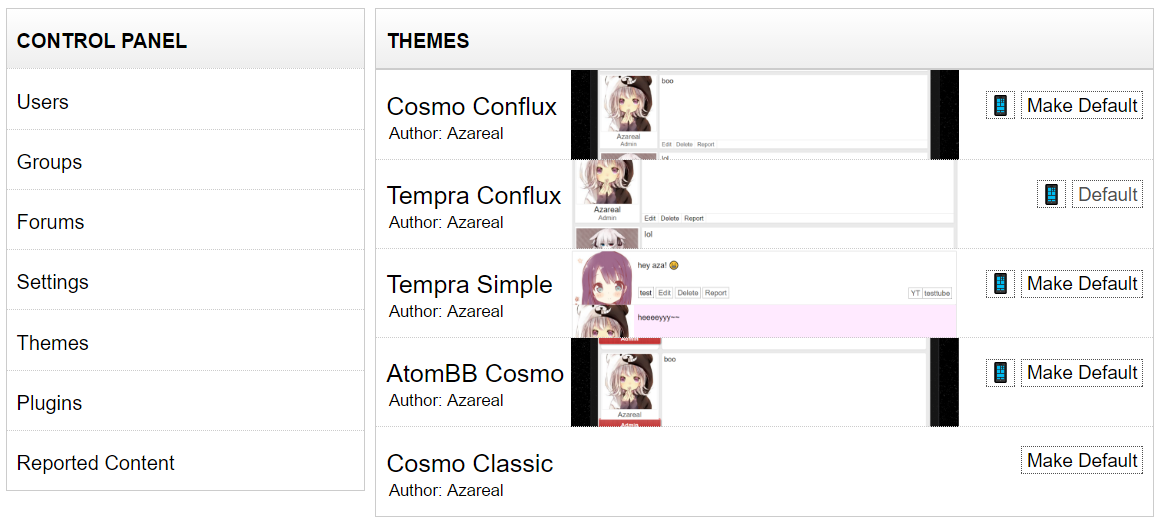 CONTROL PANEL
Users
Groups
Forums
Settings
Themes
Plugins
Reported Content
THEMES
Cosmo Conflux
Author: Azareal
boo
Azareal
Admin
Edit Delete Report
lol
Make Default
Tempra Conflux
Author: Azareal
Azareal
Admin
Edit Delete Report
lol
Default
Tempra Simple
Author: Azareal
hey aza!
test Edit Delete Report
YT testtube
heeeeyyy~~
Make Default
AtomBB Cosmo
Author: Azareal
Admin
boo
Azareal
Admin
Make Default
Cosmo Classic
Author: Azareal
Make Default